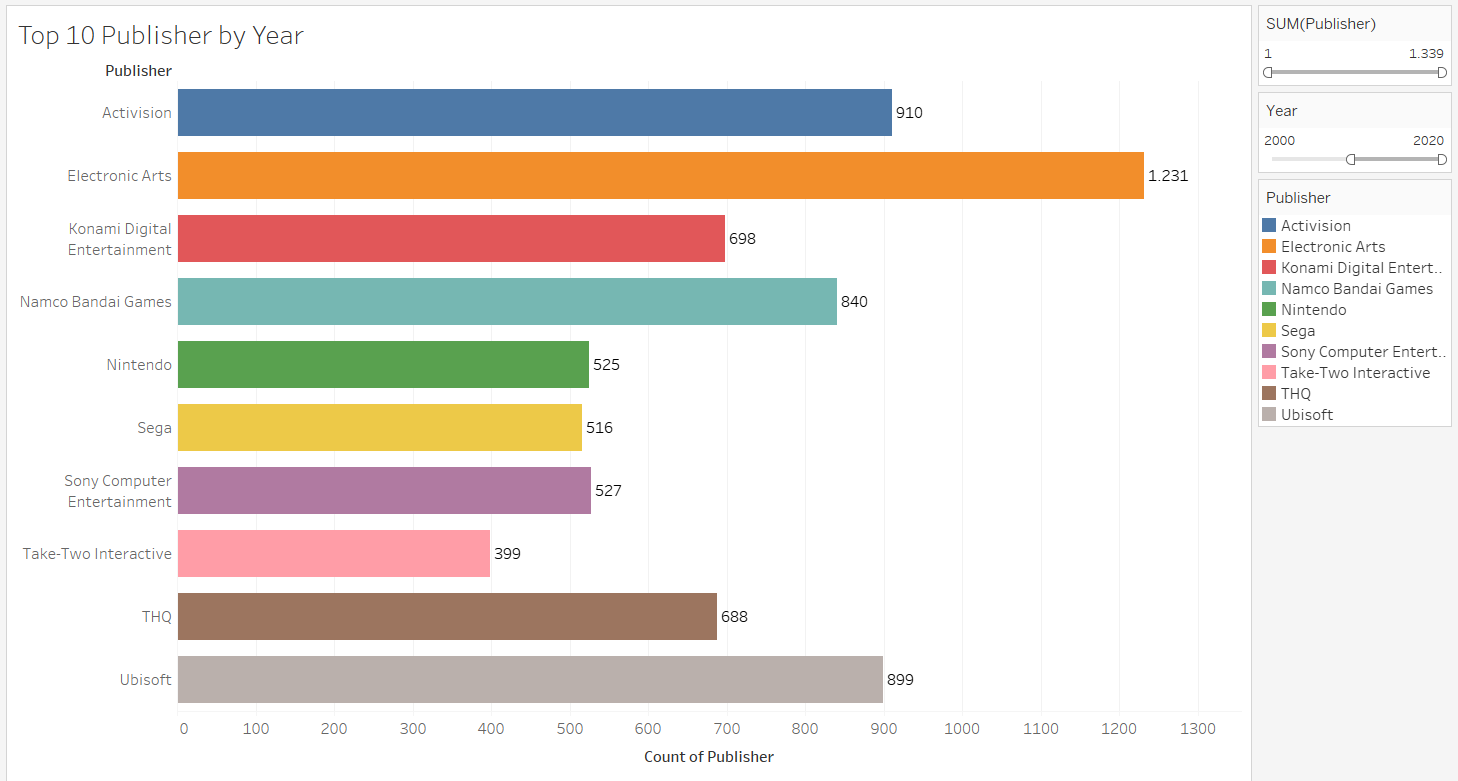 Top 10 Publisher by Year
Publisher
Activision
910
Electronic Arts
1.231
Konami Digital
Entertainment
698
Namco Bandai Games
840
Nintendo
525
Sega
516
Sony Computer
Entertainment
527
Take-Two Interactive
399
THQ
688
Ubisoft
899
0 100 200 300 400 500 600 700 800 900 1000 1100 1200 1300
Count of Publisher
SUM(Publisher)
1 1.339
Year
2000 2020
Publisher
Activision
Electronic Arts
Konami Digital Entert..
Namco Bandai Games
Nintendo
Sega
Sony Computer Entert..
Take-Two Interactive
THQ
Ubisoft